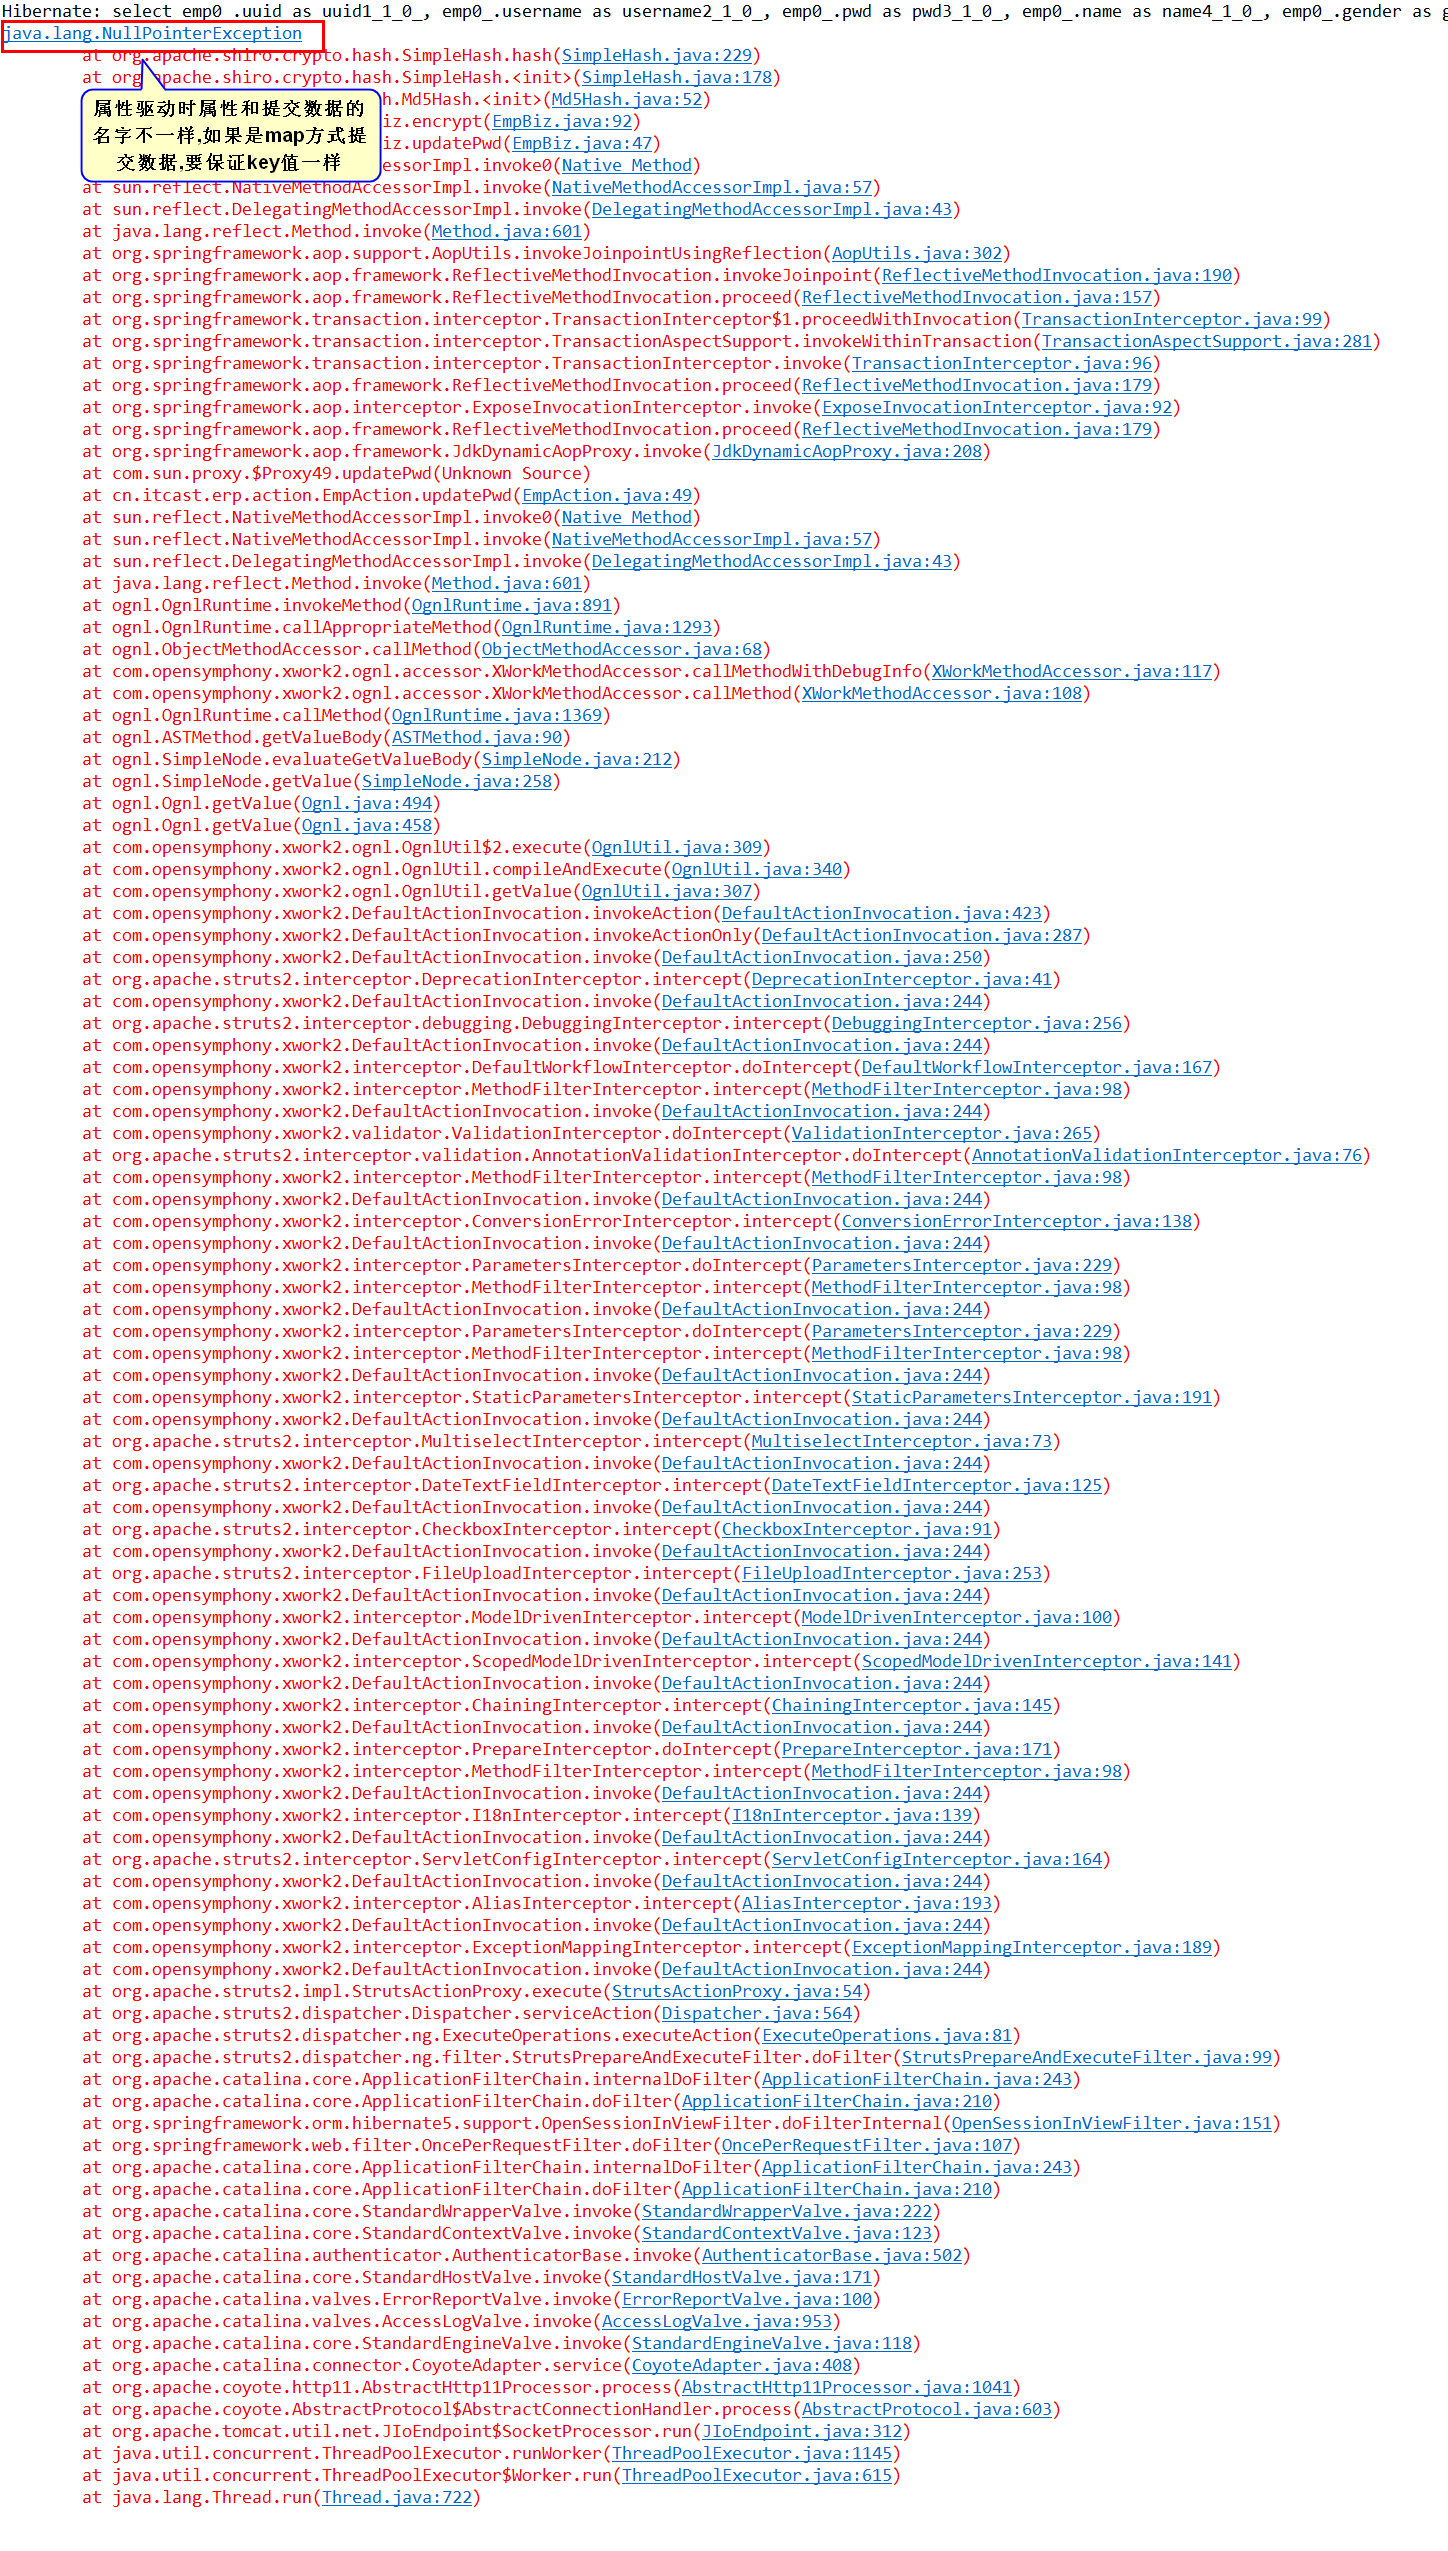 Hibernate: select emp0_.uuid as uuid1_1_0_, emp0_.username as username2_1_0_, emp0_.pwd as pwd3_1_0_, emp0_.name as name4_1_0_, emp0_.gender as g
java.lang.NullPointerException
at org.apache.shiro.crypto.hash.SimpleHash.hash(SimpleHash.java:229)
at org.apache.shiro.crypto.hash.SimpleHash.<init>(SimpleHash.java:178)
h.Md5Hash.<init>(Md5Hash.java:52)
iz.encrypt(EmpBiz.java:92)
iz.updatePwd(EmpBiz.java:47)
essorImpl.invoke0(Native Method)
属性驱动时属性和提交数据的
名字不一样,如果是map方式提
交数据,要保证key值一样
at sun.reflect.NativeMethodAccessorImpl.invoke(NativeMethodAccessorImpl.java:57)
at sun.reflect.DelegatingMethodAccessorImpl.invoke(DelegatingMethodAccessorImpl.java:43)
at java.lang.reflect.Method.invoke(Method.java:601)
at org.springframework.aop.support.AopUtils.invokeJoinpointUsingReflection(AopUtils.java:302)
at org.springframework.aop.framework.ReflectiveMethodInvocation.invokeJoinpoint(ReflectiveMethodInvocation.java:190)
at org.springframework.aop.framework.ReflectiveMethodInvocation.proceed(ReflectiveMethodInvocation.java:157)
at org.springframework.transaction.interceptor.TransactionInterceptor$1.proceedWithInvocation(TransactionInterceptor.java:99)
at org.springframework.transaction.interceptor.TransactionAspectSupport.invokeWithinTransaction(TransactionAspectSupport.java:281)
at org.springframework.transaction.interceptor.TransactionInterceptor.invoke(TransactionInterceptor.java:96)
at org.springframework.aop.framework.ReflectiveMethodInvocation.proceed(ReflectiveMethodInvocation.java:179)
at org.springframework.aop.interceptor.ExposeInvocationInterceptor.invoke(ExposeInvocationInterceptor.java:92)
at org.springframework.aop.framework.ReflectiveMethodInvocation.proceed(ReflectiveMethodInvocation.java:179)
at org.springframework.aop.framework.JdkDynamicAopProxy.invoke(JdkDynamicAopProxy.java:208)
at com.sun.proxy.$Proxy49.updatePwd(Unknown Source)
at cn.itcast.erp.action.EmpAction.updatePwd(EmpAction.java:49)
at sun.reflect.NativeMethodAccessorImpl.invoke0(Native Method)
at sun.reflect.NativeMethodAccessorImpl.invoke(NativeMethodAccessorImpl.java:57)
at sun.reflect.DelegatingMethodAccessorImpl.invoke(DelegatingMethodAccessorImpl.java:43)
at java.lang.reflect.Method.invoke(Method.java:601)
at ognl.OgnlRuntime.invokeMethod(OgnlRuntime.java:891)
at ognl.OgnlRuntime.callAppropriateMethod(OgnlRuntime.java:1293)
at ognl.ObjectMethodAccessor.callMethod(ObjectMethodAccessor.java:68)
at com.opensymphony.xwork2.ognl.accessor.XWorkMethodAccessor.callMethodWithDebugInfo(XWorkMethodAccessor.java:117)
at com.opensymphony.xwork2.ognl.accessor.XWorkMethodAccessor.callMethod(XWorkMethodAccessor.java:108)
at ognl.OgnlRuntime.callMethod(OgnlRuntime.java:1369)
at ognl.ASTMethod.getValueBody(ASTMethod.java:90)
at ognl.SimpleNode.evaluateGetValueBody(SimpleNode.java:212)
at ognl.SimpleNode.getValue(SimpleNode.java:258)
at ognl.Ognl.getValue(Ognl.java:494)
at ognl.Ognl.getValue(Ognl.java:458)
at com.opensymphony.xwork2.ognl.OgnlUtil$2.execute(OgnlUtil.java:309)
at com.opensymphony.xwork2.ognl.OgnlUtil.compileAndExecute(OgnlUtil.java:340)
at com.opensymphony.xwork2.ognl.OgnlUtil.getValue(OgnlUtil.java:307)
at com.opensymphony.xwork2.DefaultActionInvocation.invokeAction(DefaultActionInvocation.java:423)
at com.opensymphony.xwork2.DefaultActionInvocation.invokeActionOnly(DefaultActionInvocation.java:287)
at com.opensymphony.xwork2.DefaultActionInvocation.invoke(DefaultActionInvocation.java:250)
at org.apache.struts2.interceptor.DeprecationInterceptor.intercept(DeprecationInterceptor.java:41)
at com.opensymphony.xwork2.DefaultActionInvocation.invoke(DefaultActionInvocation.java:244)
at org.apache.struts2.interceptor.debugging.DebuggingInterceptor.intercept(DebuggingInterceptor.java:256)
at com.opensymphony.xwork2.DefaultActionInvocation.invoke(DefaultActionInvocation.java:244)
at com.opensymphony.xwork2.interceptor.DefaultWorkflowInterceptor.doIntercept(DefaultWorkflowInterceptor.java:167)
at com.opensymphony.xwork2.interceptor.MethodFilterInterceptor.intercept(MethodFilterInterceptor.java:98)
at com.opensymphony.xwork2.DefaultActionInvocation.invoke(DefaultActionInvocation.java:244)
at com.opensymphony.xwork2.validator.ValidationInterceptor.doIntercept(ValidationInterceptor.java:265)
at org.apache.struts2.interceptor.validation.AnnotationValidationInterceptor.doIntercept(AnnotationValidationInterceptor.java:76)
at com.opensymphony.xwork2.interceptor.MethodFilterInterceptor.intercept(MethodFilterInterceptor.java:98)
at com.opensymphony.xwork2.DefaultActionInvocation.invoke(DefaultActionInvocation.java:244)
at com.opensymphony.xwork2.interceptor.ConversionErrorInterceptor.intercept(ConversionErrorInterceptor.java:138)
at com.opensymphony.xwork2.DefaultActionInvocation.invoke(DefaultActionInvocation.java:244)
at com.opensymphony.xwork2.interceptor.ParametersInterceptor.doIntercept(ParametersInterceptor.java:229)
at com.opensymphony.xwork2.interceptor.MethodFilterInterceptor.intercept(MethodFilterInterceptor.java:98)
at com.opensymphony.xwork2.DefaultActionInvocation.invoke(DefaultActionInvocation.java:244)
at com.opensymphony.xwork2.interceptor.ParametersInterceptor.doIntercept(ParametersInterceptor.java:229)
at com.opensymphony.xwork2.interceptor.MethodFilterInterceptor.intercept(MethodFilterInterceptor.java:98)
at com.opensymphony.xwork2.DefaultActionInvocation.invoke(DefaultActionInvocation.java:244)
at com.opensymphony.xwork2.interceptor.StaticParametersInterceptor.intercept(StaticParametersInterceptor.java:191)
at com.opensymphony.xwork2.DefaultActionInvocation.invoke(DefaultActionInvocation.java:244)
at org.apache.struts2.interceptor.MultiselectInterceptor.intercept(MultiselectInterceptor.java:73)
at com.opensymphony.xwork2.DefaultActionInvocation.invoke(DefaultActionInvocation.java:244)
at org.apache.struts2.interceptor.DateTextFieldInterceptor.intercept(DateTextFieldInterceptor.java:125)
at com.opensymphony.xwork2.DefaultActionInvocation.invoke(DefaultActionInvocation.java:244)
at org.apache.struts2.interceptor.CheckboxInterceptor.intercept(CheckboxInterceptor.java:91)
at com.opensymphony.xwork2.DefaultActionInvocation.invoke(DefaultActionInvocation.java:244)
at org.apache.struts2.interceptor.FileUploadInterceptor.intercept(FileUploadInterceptor.java:253)
at com.opensymphony.xwork2.DefaultActionInvocation.invoke(DefaultActionInvocation.java:244)
at com.opensymphony.xwork2.interceptor.ModelDrivenInterceptor.intercept(ModelDrivenInterceptor.java:100)
at com.opensymphony.xwork2.DefaultActionInvocation.invoke(DefaultActionInvocation.java:244)
at com.opensymphony.xwork2.interceptor.ScopedModelDrivenInterceptor.intercept(ScopedModelDrivenInterceptor.java:141)
at com.opensymphony.xwork2.DefaultActionInvocation.invoke(DefaultActionInvocation.java:244)
at com.opensymphony.xwork2.interceptor.ChainingInterceptor.intercept(ChainingInterceptor.java:145)
at com.opensymphony.xwork2.DefaultActionInvocation.invoke(DefaultActionInvocation.java:244)
at com.opensymphony.xwork2.interceptor.PrepareInterceptor.doIntercept(PrepareInterceptor.java:171)
at com.opensymphony.xwork2.interceptor.MethodFilterInterceptor.intercept(MethodFilterInterceptor.java:98)
at com.opensymphony.xwork2.DefaultActionInvocation.invoke(DefaultActionInvocation.java:244)
at com.opensymphony.xwork2.interceptor.I18nInterceptor.intercept(I18nInterceptor.java:139)
at com.opensymphony.xwork2.DefaultActionInvocation.invoke(DefaultActionInvocation.java:244)
at org.apache.struts2.interceptor.ServletConfigInterceptor.intercept(ServletConfigInterceptor.java:164)
at com.opensymphony.xwork2.DefaultActionInvocation.invoke(DefaultActionInvocation.java:244)
at com.opensymphony.xwork2.interceptor.AliasInterceptor.intercept(AliasInterceptor.java:193)
at com.opensymphony.xwork2.DefaultActionInvocation.invoke(DefaultActionInvocation.java:244)
at com.opensymphony.xwork2.interceptor.ExceptionMappingInterceptor.intercept(ExceptionMappingInterceptor.java:189)
at com.opensymphony.xwork2.DefaultActionInvocation.invoke(DefaultActionInvocation.java:244)
at org.apache.struts2.impl.StrutsActionProxy.execute(StrutsActionProxy.java:54)
at org.apache.struts2.dispatcher.Dispatcher.serviceAction(Dispatcher.java:564)
at org.apache.struts2.dispatcher.ng.ExecuteOperations.executeAction(ExecuteOperations.java:81)
at org.apache.struts2.dispatcher.ng.filter.StrutsPrepareAndExecuteFilter.doFilter(StrutsPrepareAndExecuteFilter.java:99)
at org.apache.catalina.core.ApplicationFilterChain.internalDoFilter(ApplicationFilterChain.java:243)
at org.apache.catalina.core.ApplicationFilterChain.doFilter(ApplicationFilterChain.java:210)
at org.springframework.orm.hibernate5.support.OpenSessionInViewFilter.doFilterInternal(OpenSessionInViewFilter.java:151)
at org.springframework.web.filter.OncePerRequestFilter.doFilter(OncePerRequestFilter.java:107)
at org.apache.catalina.core.ApplicationFilterChain.internalDoFilter(ApplicationFilterChain.java:243)
at org.apache.catalina.core.ApplicationFilterChain.doFilter(ApplicationFilterChain.java:210)
at org.apache.catalina.core.StandardWrapperValve.invoke(StandardWrapperValve.java:222)
at org.apache.catalina.core.StandardContextValve.invoke(StandardContextValve.java:123)
at org.apache.catalina.authenticator.AuthenticatorBase.invoke(AuthenticatorBase.java:502)
at org.apache.catalina.core.StandardHostValve.invoke(StandardHostValve.java:171)
at org.apache.catalina.valves.ErrorReportValve.invoke(ErrorReportValve.java:100)
at org.apache.catalina.valves.AccessLogValve.invoke(AccessLogValve.java:953)
at org.apache.catalina.core.StandardEngineValve.invoke(StandardEngineValve.java:118)
at org.apache.catalina.connector.CoyoteAdapter.service(CoyoteAdapter.java:408)
at org.apache.coyote.http11.AbstractHttp11Processor.process(AbstractHttp11Processor.java:1041)
at org.apache.coyote.AbstractProtocol$AbstractConnectionHandler.process(AbstractProtocol.java:603)
at org.apache.tomcat.util.net.JIoEndpoint$SocketProcessor.run(JIoEndpoint.java:312)
at java.util.concurrent.ThreadPoolExecutor.runWorker(ThreadPoolExecutor.java:1145)
at java.util.concurrent.ThreadPoolExecutor$Worker.run(ThreadPoolExecutor.java:615)
at java.lang.Thread.run(Thread.java:722)